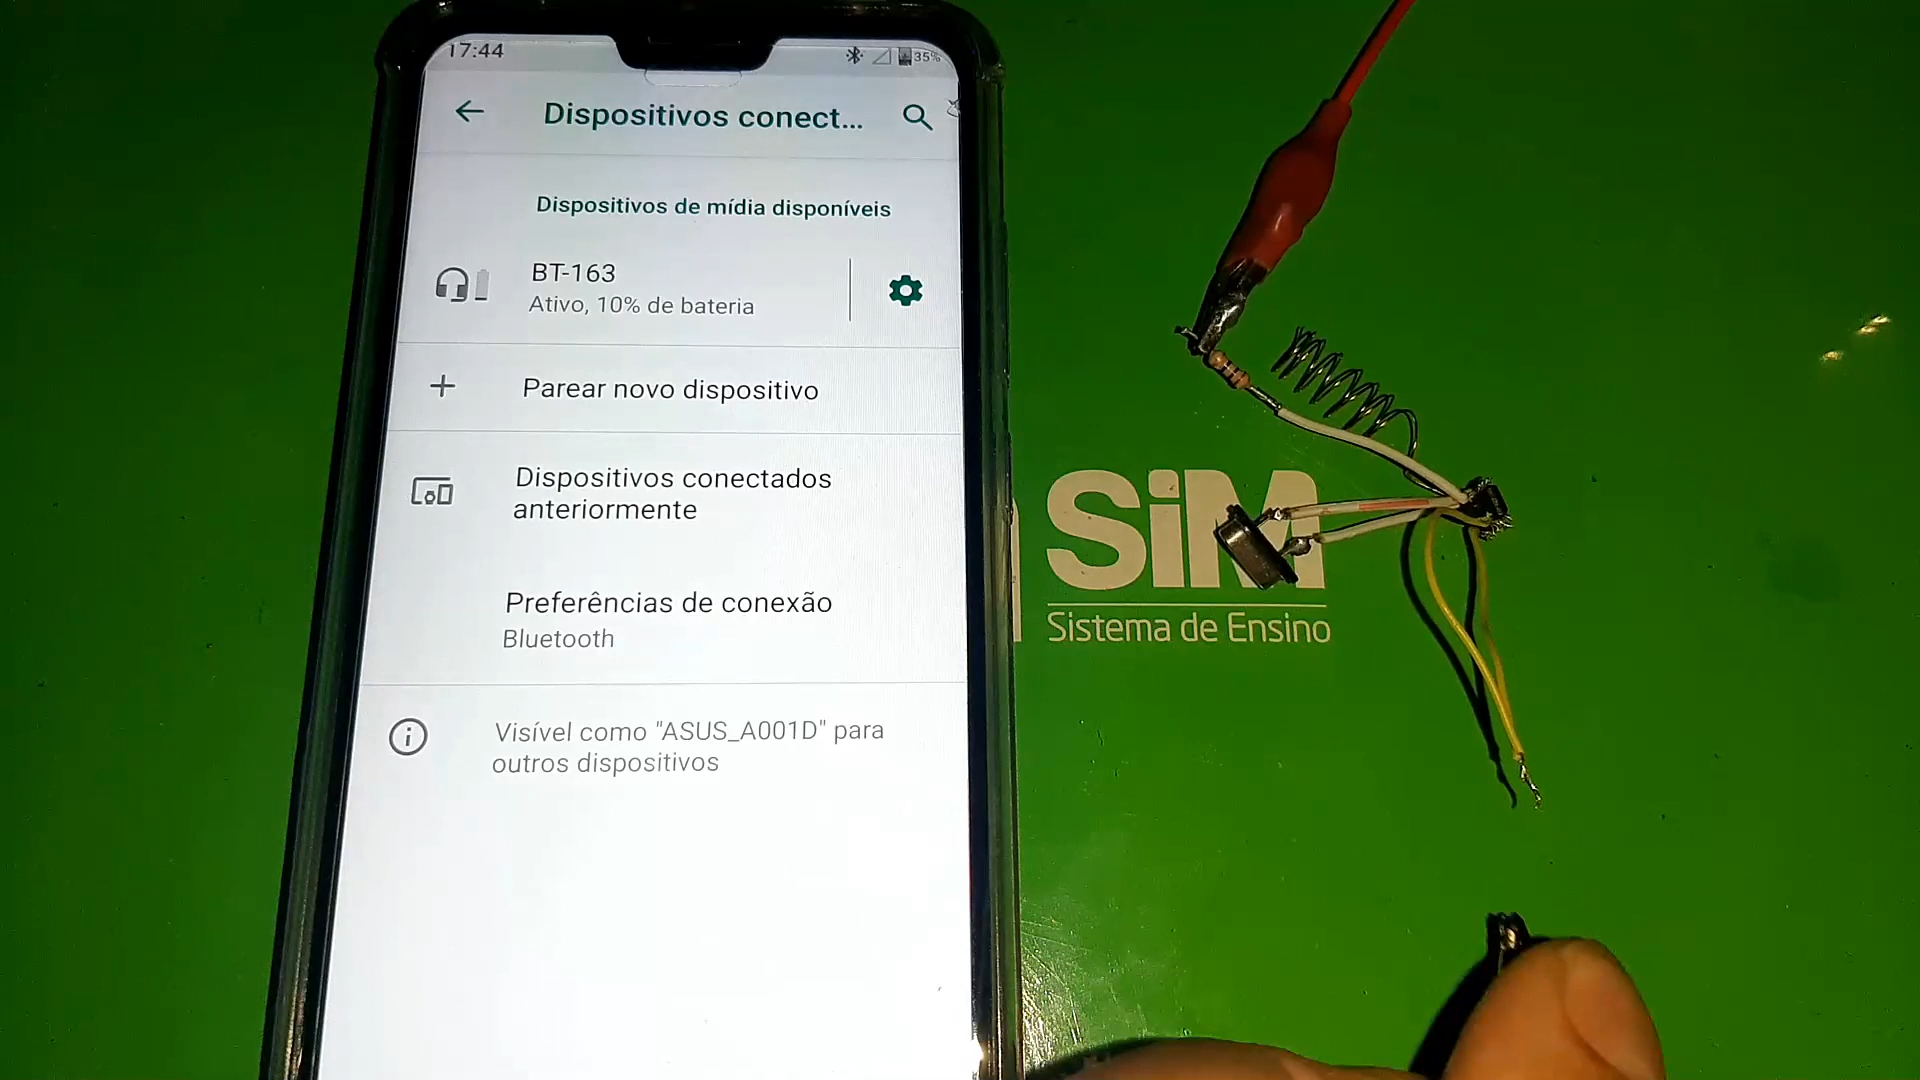 17:44
35%
Dispositivos conect...
Dispositivos de mídia disponíveis
BT-163
Ativo, 10% de bateria
Parear novo dispositivo
Dispositivos conectados
anteriormente
Preferências de conexão
Bluetooth
Visível como "ASUS_A001D" para
outros dispositivos
SiM
Sistema de Ensino